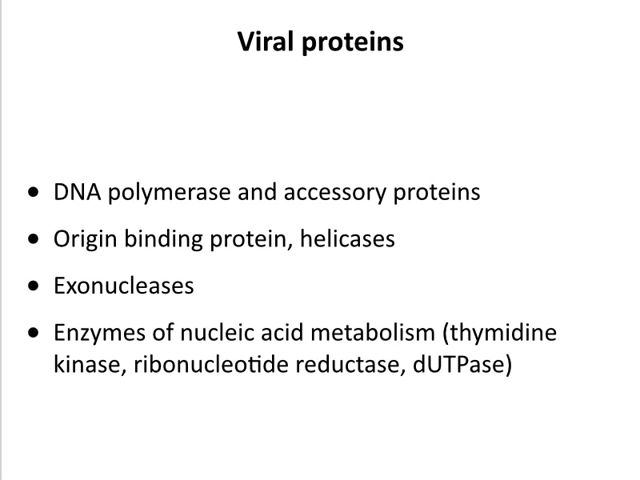 Viral proteins
• DNA polymerase and accessory proteins
• Origin binding protein, helicases
• Exonucleases
• Enzymes of nucleic acid metabolism (thymidine
kinase, ribonucleotide reductase, dUTPase)